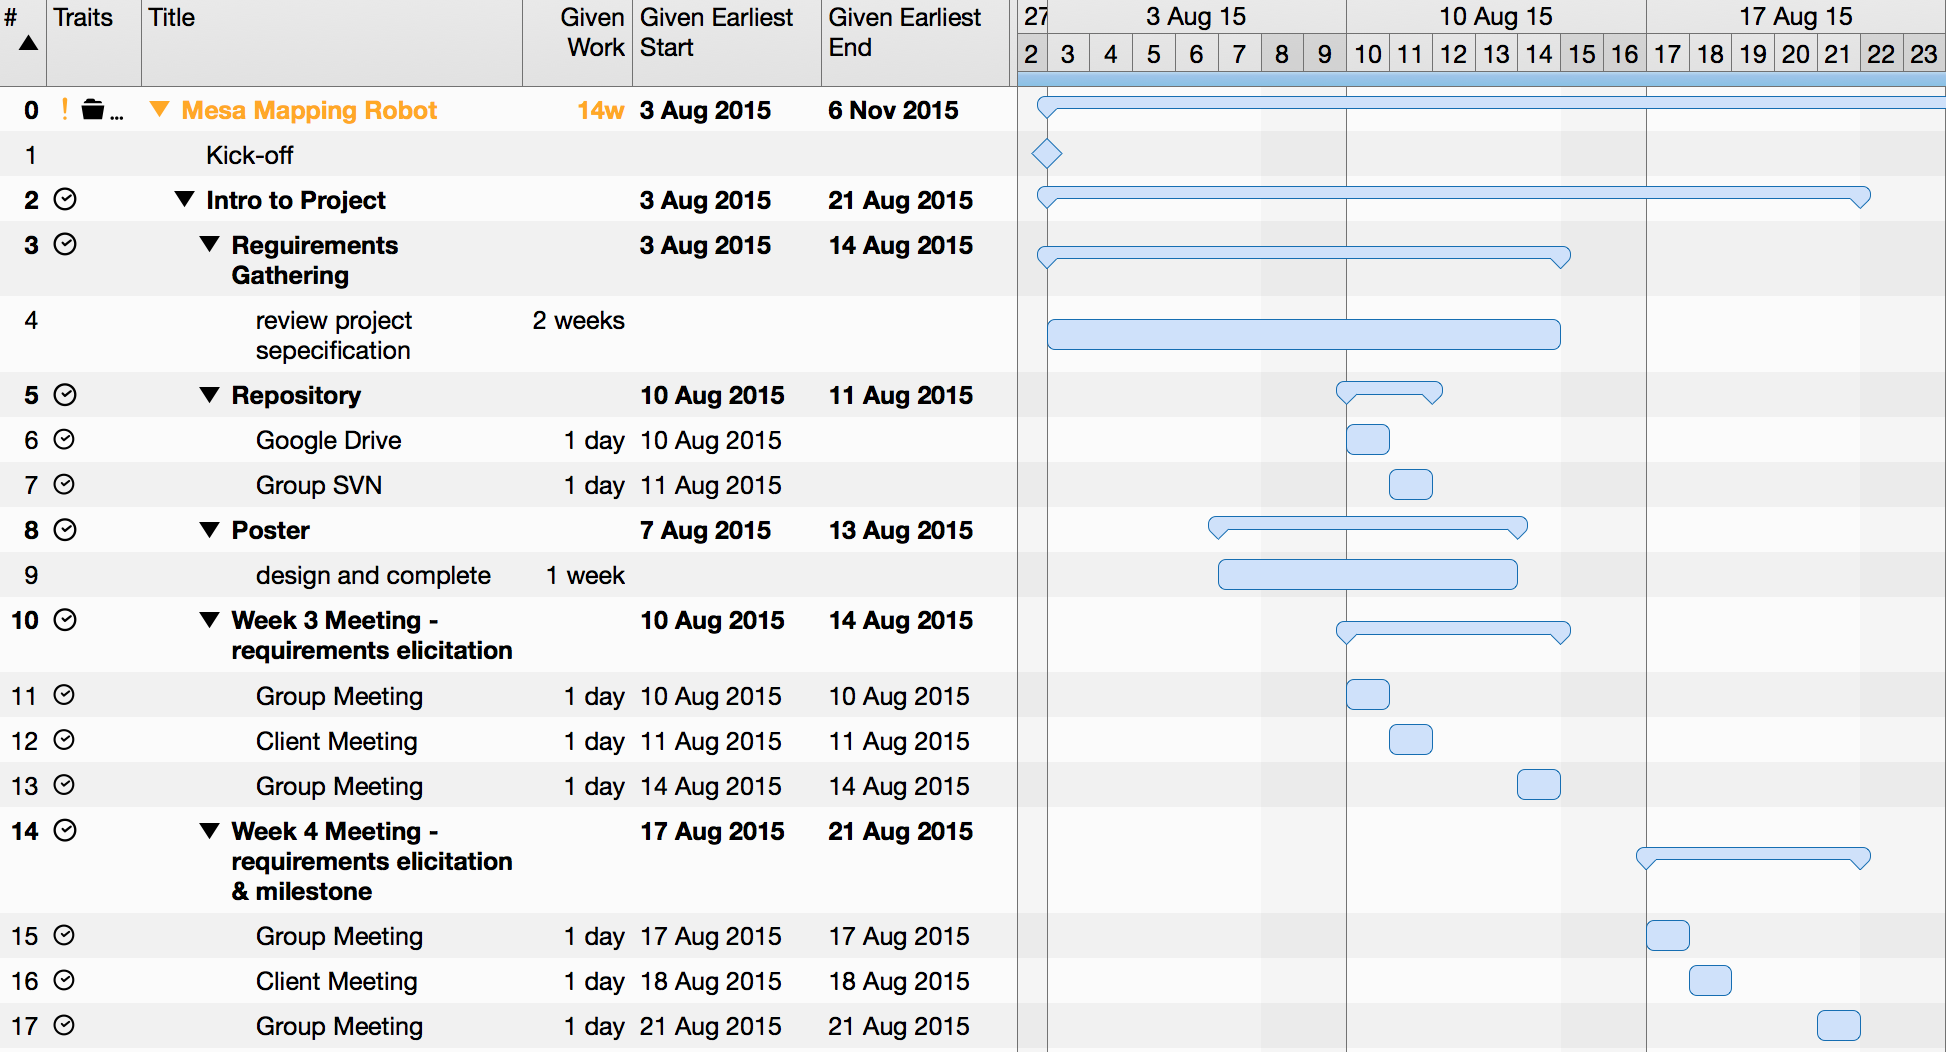 # Traits Title Given Work Given Earliest Start Given Earliest End 27 3 Aug 15 10 Aug 15 17 Aug 15
2 3 4 5 6 7 8 9 10 11 12 13 14 15 16 17 18 19 20 21 22 23
0 ! ... Mesa Mapping Robot 14w 3 Aug 2015 6 Nov 2015
1 Kick-off
2 Intro to Project 3 Aug 2015 21 Aug 2015
3 Reguirements 3 Aug 2015 14 Aug 2015
Gathering
4 review project 2 weeks
sepecification
5 Repository 10 Aug 2015 11 Aug 2015
6 Google Drive 1 day 10 Aug 2015
7 Group SVN 1 day 11 Aug 2015
8 Poster 7 Aug 2015 13 Aug 2015
9 design and complete 1 week
10 Week 3 Meeting - 10 Aug 2015 14 Aug 2015
requirements elicitation
11 Group Meeting 1 day 10 Aug 2015 10 Aug 2015
12 Client Meeting 1 day 11 Aug 2015 11 Aug 2015
13 Group Meeting 1 day 14 Aug 2015 14 Aug 2015
14 Week 4 Meeting - 17 Aug 2015 21 Aug 2015
requirements elicitation
& milestone
15 Group Meeting 1 day 17 Aug 2015 17 Aug 2015
16 Client Meeting 1 day 18 Aug 2015 18 Aug 2015
17 Group Meeting 1 day 21 Aug 2015 21 Aug 2015